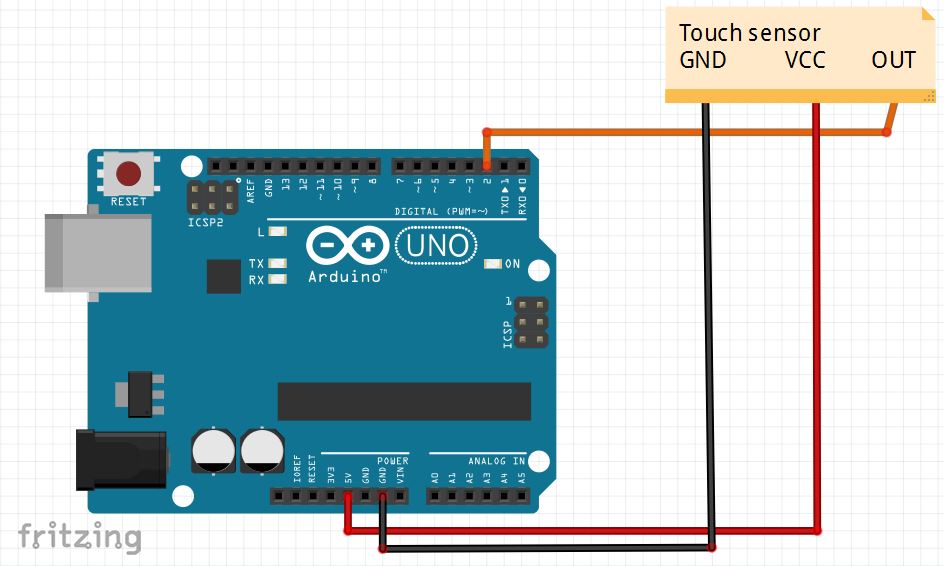 Touch sensor
GND VCC OUT
RESET
ICSP2
AREF
GND
13
12
~11
~10
~9
8
7
~6
~5
4
~3
2
TX0▶1
RX0◀0
DIGITAL (PWM=~)
L
TX
RX
UNO
Arduino™
ON
1
ICSP
POWER
ANALOG IN
IOREF
RESET
3V3
5V
GND
GND
VIN
A0
A1
A2
A3
A4
A5
fritzing